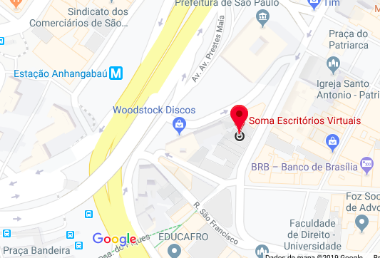 Sindicato dos
Comerciários de São...
Prefeitura de São Paulo
Tim
Praça do
Patriarca
Av. Av. Prestes Maia
Estação Anhangabaú M
Igreja Santo
Antonio - Patri
Woodstock Discos
Soma Escritórios Virtuais
BRB – Banco de Brasília
Foz Soc
de Advo
R. São Francisco
Faculdade
de Direito -
Universidade
Praça Bandeira
Google
EDUCAFRO
Dados do mapa ©2019 Google